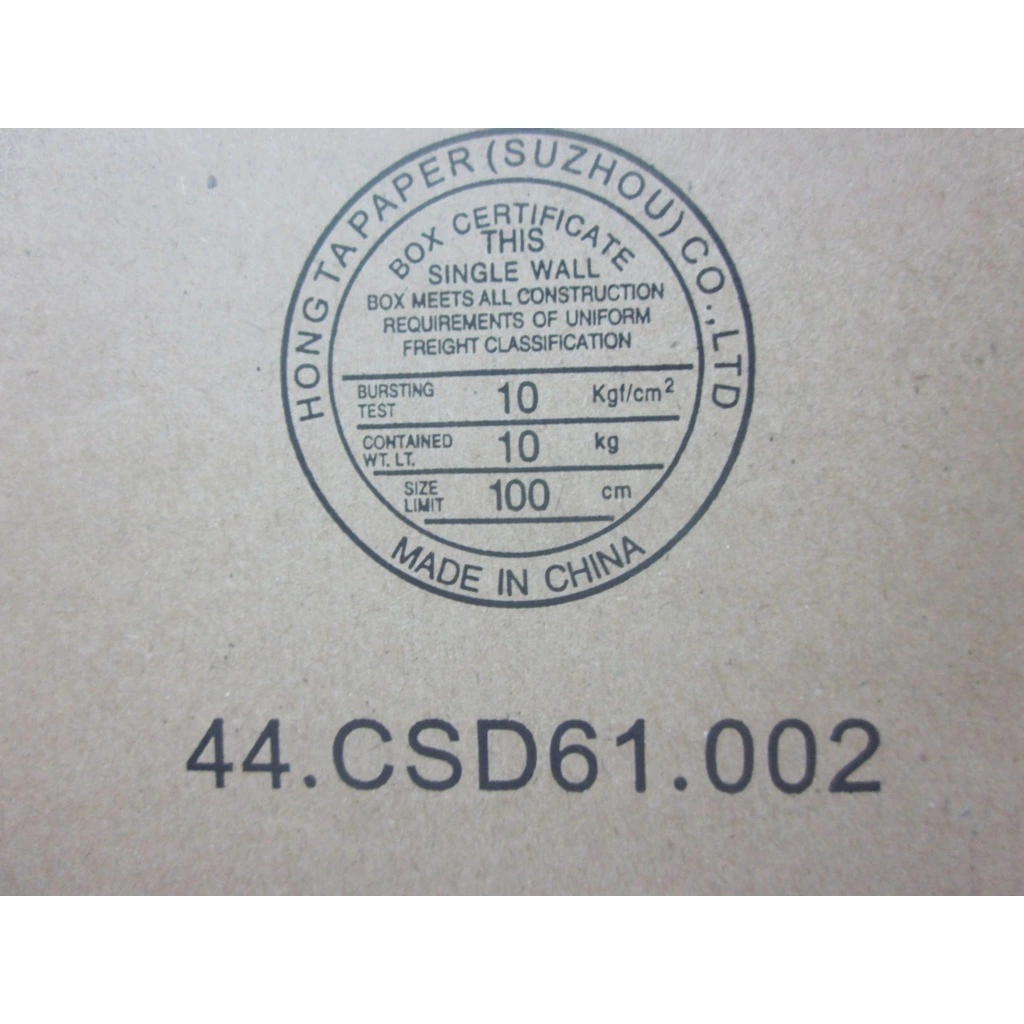 HONG TA PAPER (SUZHOU) CO., LTD
BOX CERTIFICATE
THIS
SINGLE WALL
BOX MEETS ALL CONSTRUCTION
REQUIREMENTS OF UNIFORM
FREIGHT CLASSIFICATION
BURSTING TEST 10 Kgf/cm²
CONTAINED WT. LT. 10 kg
SIZE LIMIT 100 cm
MADE IN CHINA
44.CSD61.002